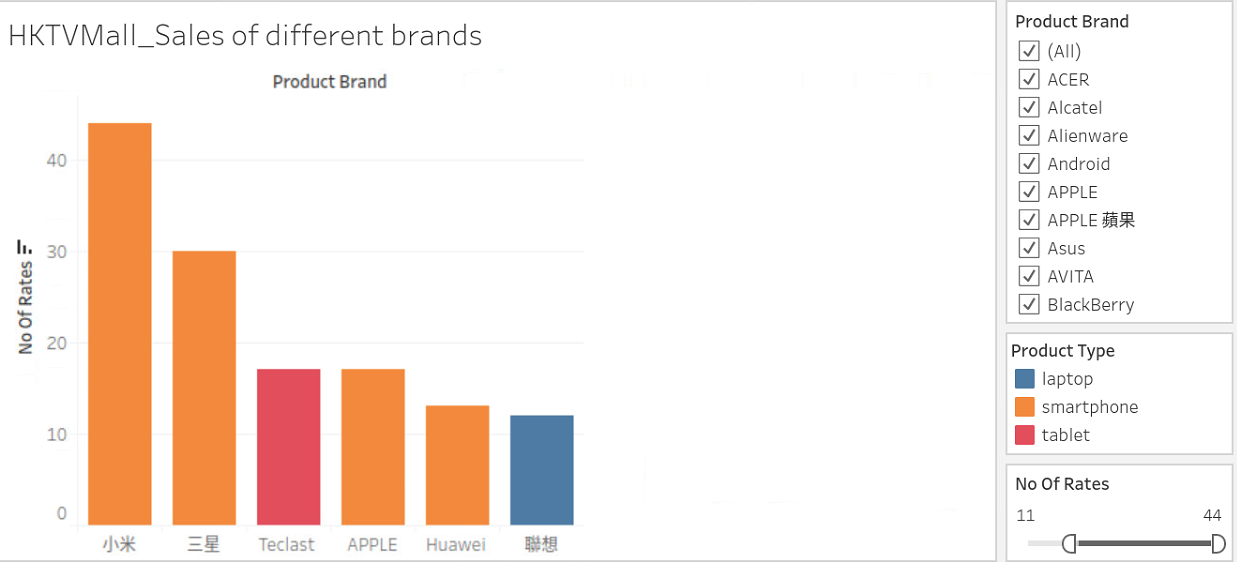 HKTVMall_Sales of different brands
Product Brand
No Of Rates
40
30
20
10
0
小米
三星
Teclast
APPLE
Huawei
聯想
Product Brand
(All)
ACER
Alcatel
Alienware
Android
APPLE
APPLE 蘋果
Asus
AVITA
BlackBerry
Product Type
laptop
smartphone
tablet
No Of Rates
11 44